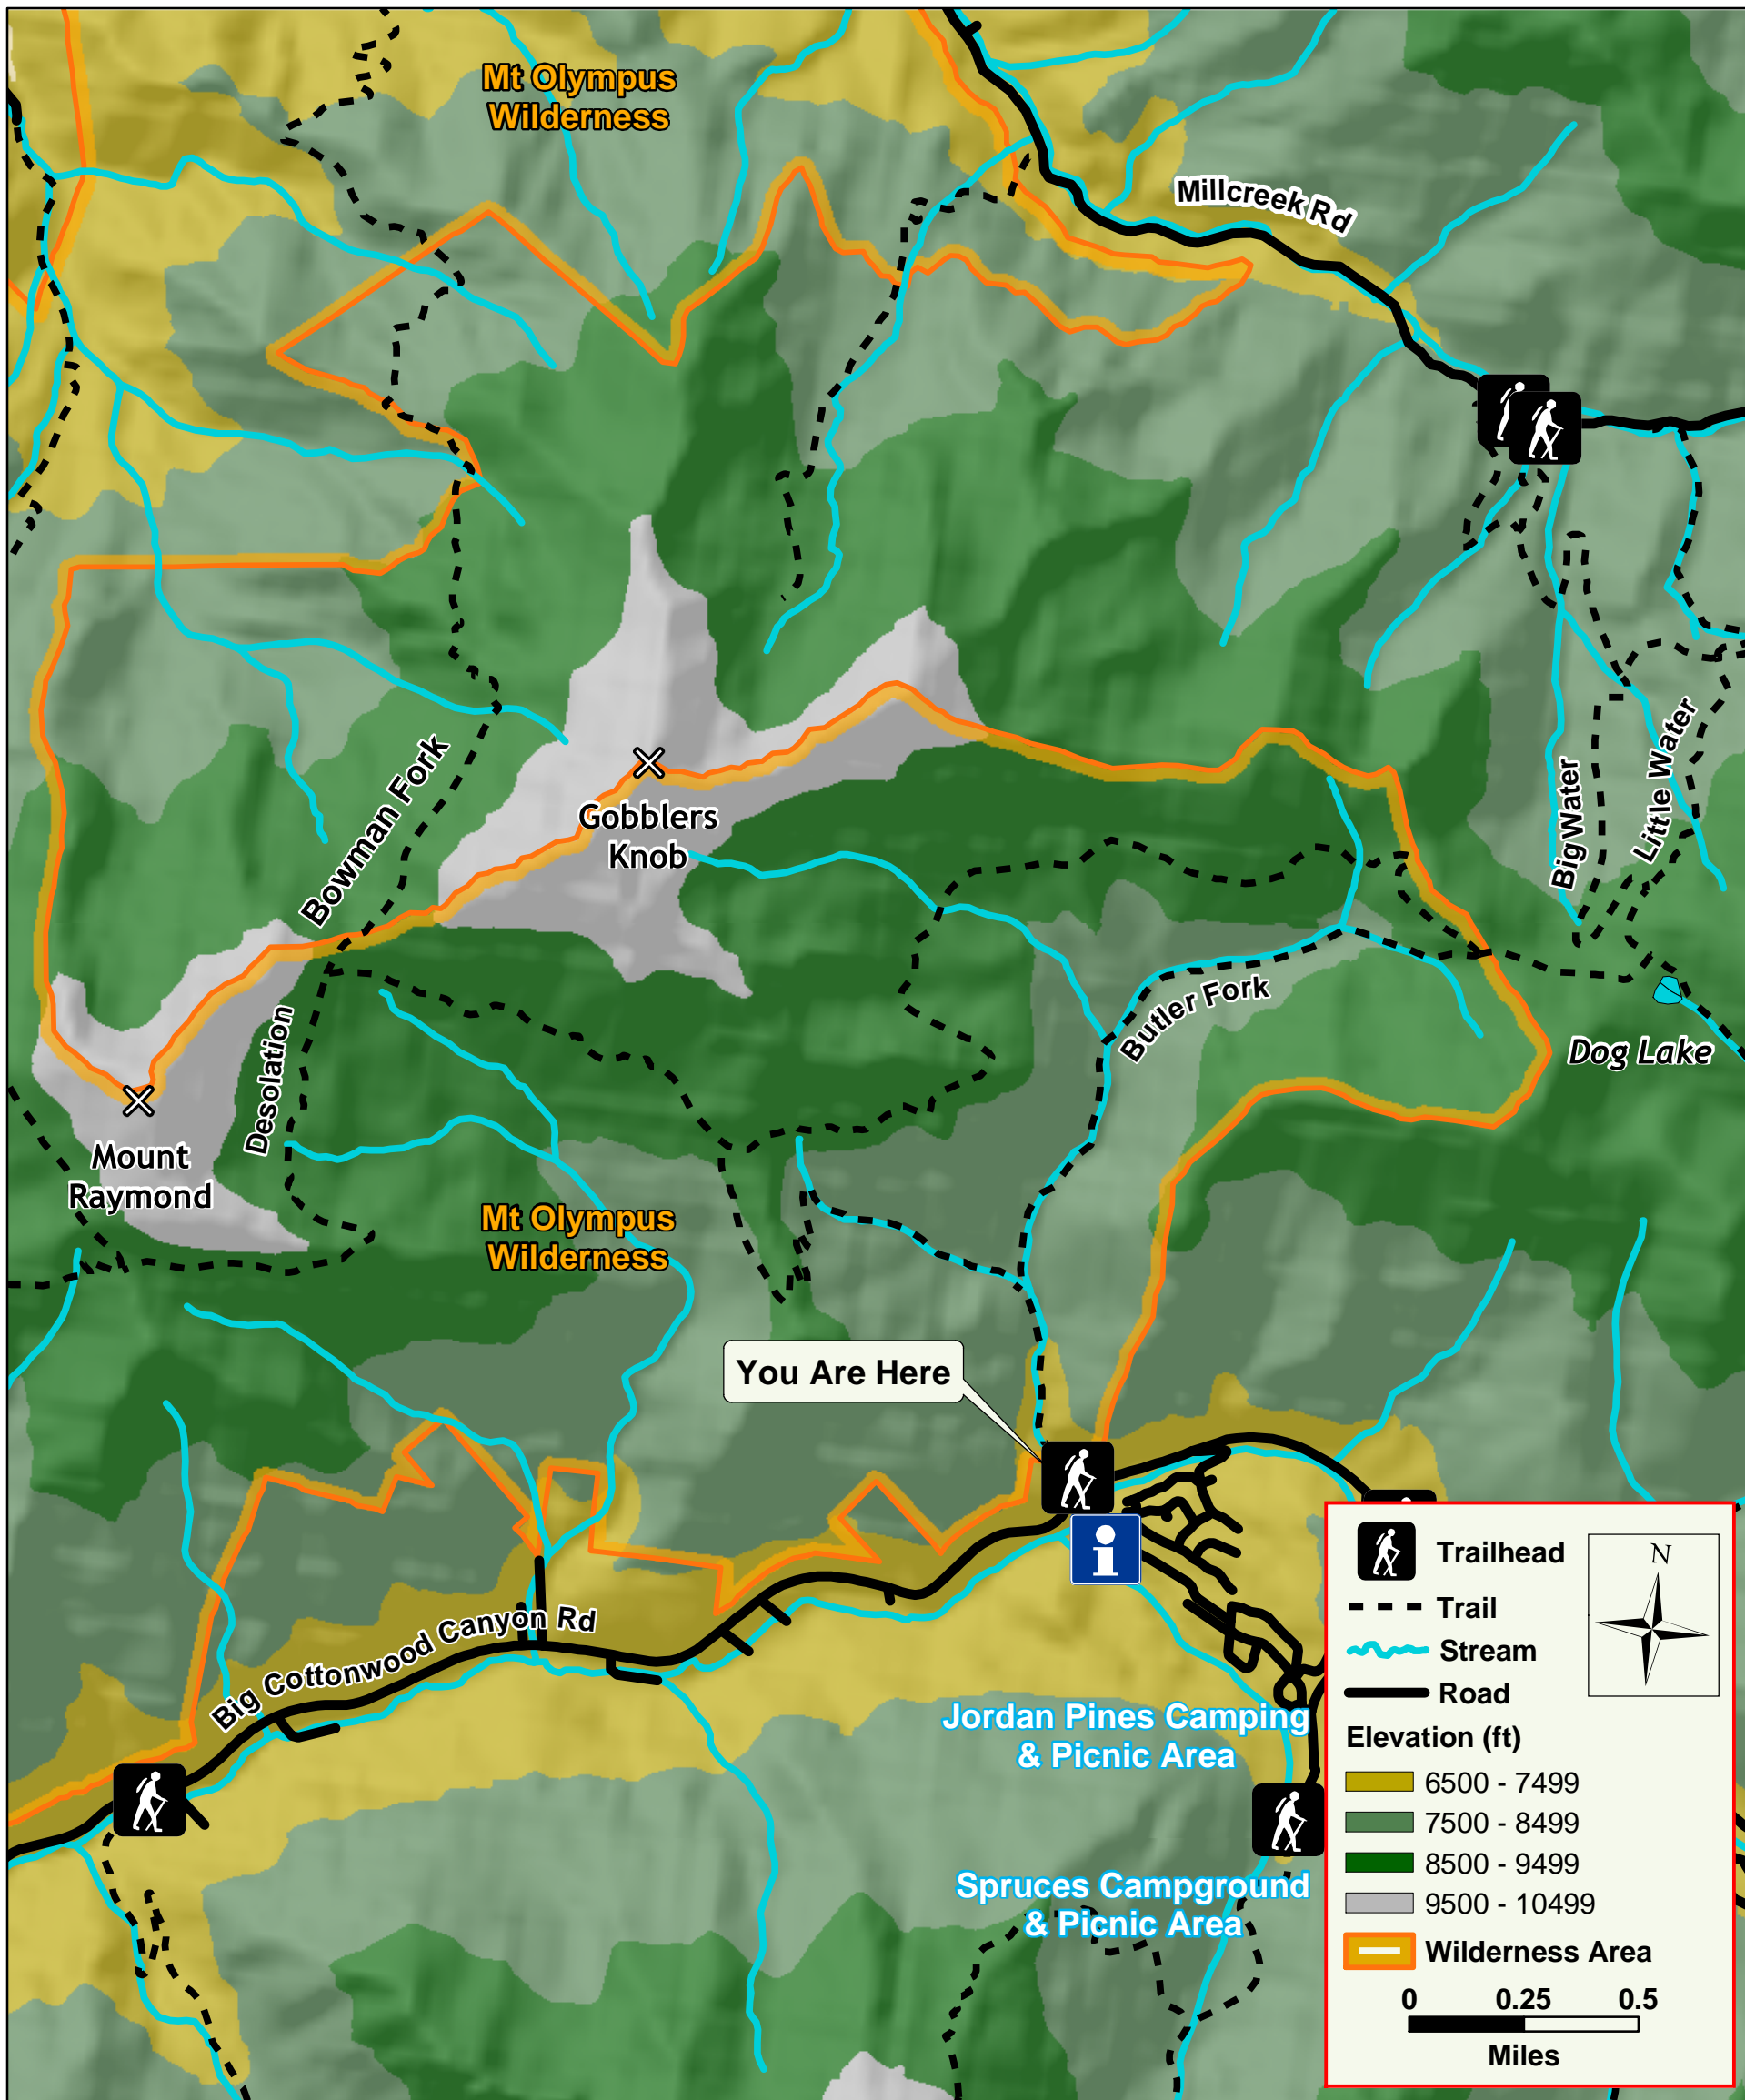 Mt Olympus
Wilderness
Millcreek Rd
Bowman Fork
Gobblers
Knob
Big Water
Little Water
Butler Fork
Dog Lake
Desolation
Mount
Raymond
Mt Olympus
Wilderness
You Are Here
Big Cottonwood Canyon Rd
Jordan Pines Camping
& Picnic Area
Spruces Campground
& Picnic Area
Trailhead
N
Trail
Stream
Road
Elevation (ft)
6500 - 7499
7500 - 8499
8500 - 9499
9500 - 10499
Wilderness Area
0 0.25 0.5
Miles